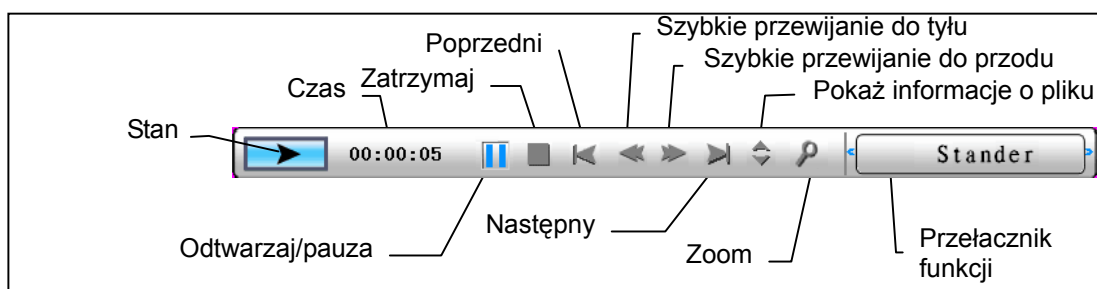 Szybkie przewijanie do tyłu
Poprzedni
Szybkie przewijanie do przodu
Zatrzymaj
Czas
Pokaż informacje o pliku
Stan
00:00:05
Stander
Następny
Odtwarzaj/pauza
Zoom
Przełacznik
funkcji